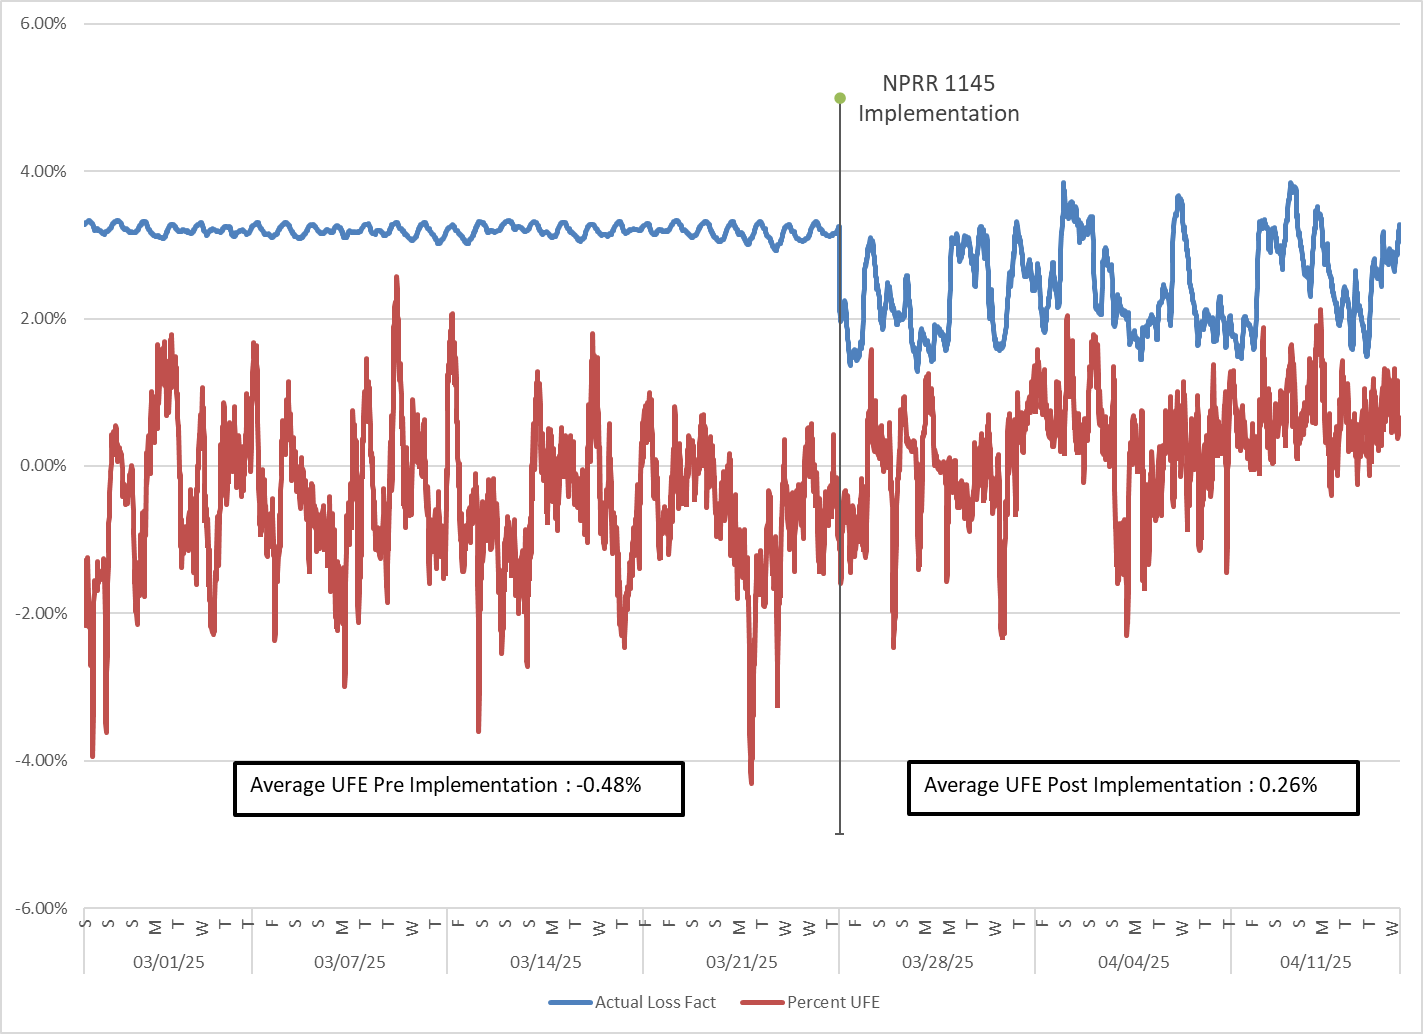 6.00%
NPRR 1145
Implementation
4.00%
2.00%
0.00%
-2.00%
-4.00%
Average UFE Pre Implementation : -0.48%
Average UFE Post Implementation : 0.26%
-6.00%
S S S M T W T T F S S M T T W T F S S S M T W T F F S S M T W W T F S S M M W T F S S S M T W T T F S S M T T W
03/01/25 03/07/25 03/14/25 03/21/25 03/28/25 04/04/25 04/11/25
Actual Loss Fact Percent UFE